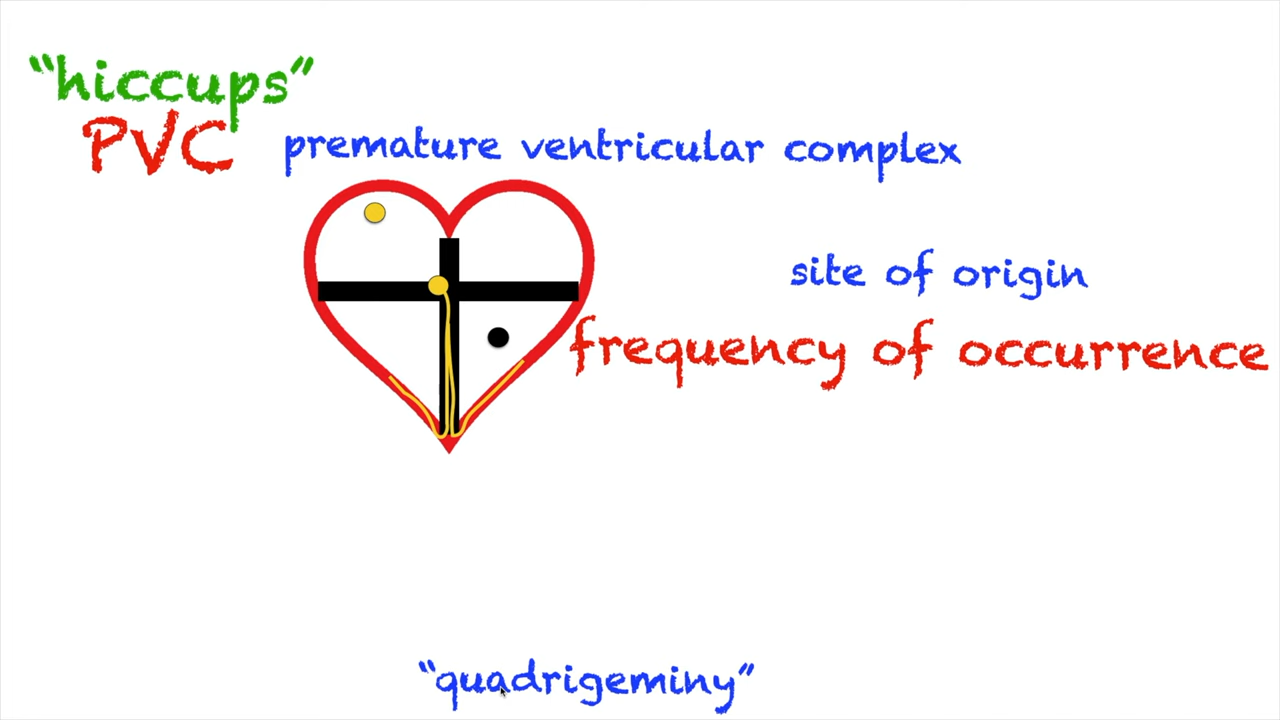 “hiccups”
PVC
premature ventricular complex
site of origin
frequency of occurrence
“quadrigeminy”